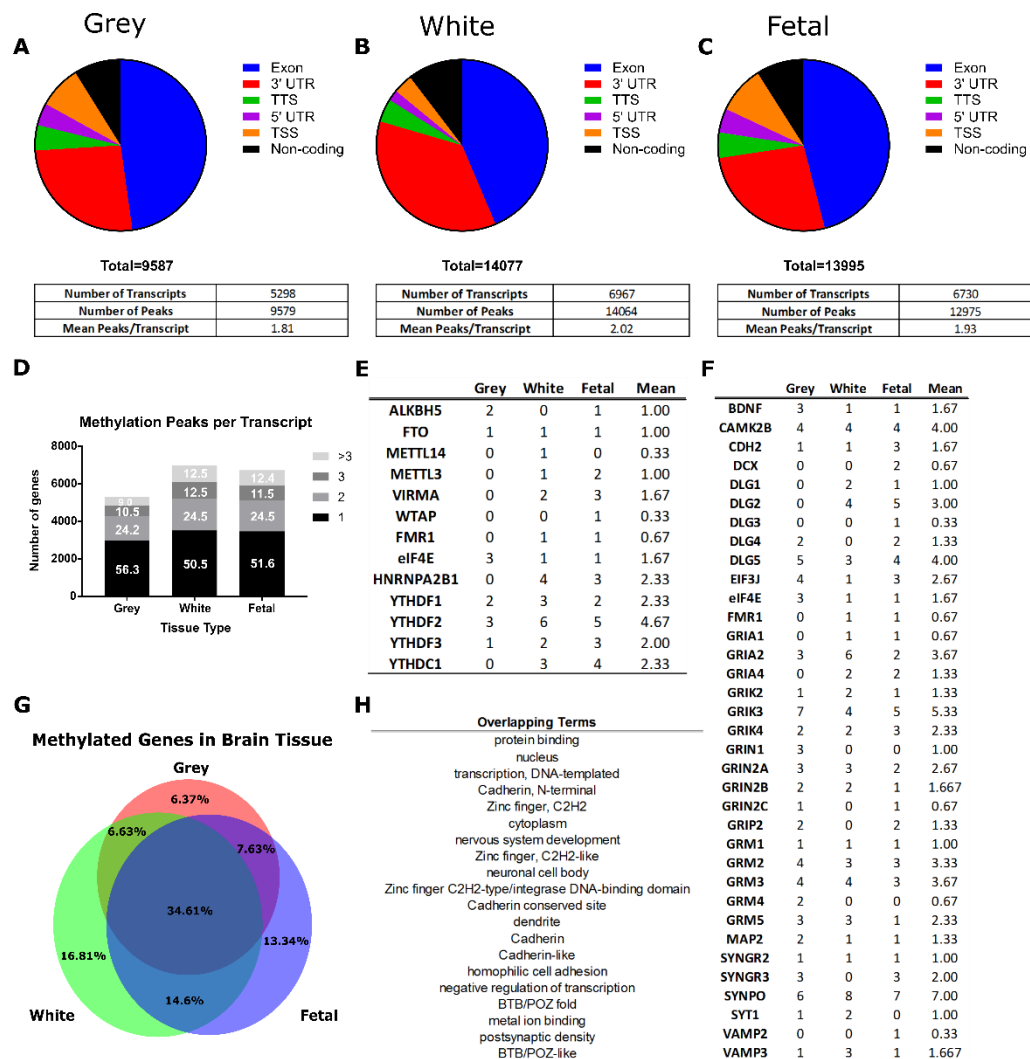 Grey White Fetal
A B C
Exon
3' UTR
TTS
5' UTR
TSS
Non-coding
Exon
3' UTR
TTS
5' UTR
TSS
Non-coding
Exon
3' UTR
TTS
5' UTR
TSS
Non-coding
Total=9587 Total=14077 Total=13995
Number of Transcripts 5298
Number of Peaks 9579
Mean Peaks/Transcript 1.81
Number of Transcripts 6967
Number of Peaks 14064
Mean Peaks/Transcript 2.02
Number of Transcripts 6730
Number of Peaks 12975
Mean Peaks/Transcript 1.93
D
Methylation Peaks per Transcript
Number of genes
8000
6000
4000
2000
0
9.0
10.5
24.2
56.3
12.5
12.5
24.5
50.5
12.4
11.5
24.5
51.6
>3
3
2
1
Grey White Fetal
Tissue Type
E
Grey White Fetal Mean
ALKBH5 2 0 1 1.00
FTO 1 1 1 1.00
METTL14 0 1 0 0.33
METTL3 0 1 2 1.00
VIRMA 0 2 3 1.67
WTAP 0 0 1 0.33
FMR1 0 1 1 0.67
eIF4E 3 1 1 1.67
HNRNPA2B1 0 4 3 2.33
YTHDF1 2 3 2 2.33
YTHDF2 3 6 5 4.67
YTHDF3 1 2 3 2.00
YTHDC1 0 3 4 2.33
F
Grey White Fetal Mean
BDNF 3 1 1 1.67
CAMK2B 4 4 4 4.00
CDH2 1 1 3 1.67
DCX 0 0 2 0.67
DLG1 0 2 1 1.00
DLG2 0 4 5 3.00
DLG3 0 0 1 0.33
DLG4 2 0 2 1.33
DLG5 5 3 4 4.00
EIF3J 4 1 3 2.67
eIF4E 3 1 1 1.67
FMR1 0 1 1 0.67
GRIA1 0 1 1 0.67
GRIA2 3 6 2 3.67
GRIA4 0 2 2 1.33
GRIK2 1 2 1 1.33
GRIK3 7 4 5 5.33
GRIK4 2 2 3 2.33
GRIN1 3 0 0 1.00
GRIN2A 3 3 2 2.67
GRIN2B 2 2 1 1.667
GRIN2C 1 0 1 0.67
GRIP2 2 0 2 1.33
GRM1 1 1 1 1.00
GRM2 4 3 3 3.33
GRM3 4 4 3 3.67
GRM4 2 0 0 0.67
GRM5 3 3 1 2.33
MAP2 2 1 1 1.33
SYNGR2 1 1 1 1.00
SYNGR3 3 0 3 2.00
SYNPO 6 8 7 7.00
SYT1 1 2 0 1.00
VAMP2 0 0 1 0.33
VAMP3 1 3 1 1.667
G
Methylated Genes in Brain Tissue
Grey
6.37%
6.63%
7.63%
34.61%
16.81%
13.34%
14.6%
White
Fetal
H
Overlapping Terms
protein binding
nucleus
transcription, DNA-templated
Cadherin, N-terminal
Zinc finger, C2H2
cytoplasm
nervous system development
Zinc finger, C2H2-like
neuronal cell body
Zinc finger C2H2-type/integrase DNA-binding domain
Cadherin conserved site
dendrite
Cadherin
Cadherin-like
homophilic cell adhesion
negative regulation of transcription
BTB/POZ fold
metal ion binding
postsynaptic density
BTB/POZ-like